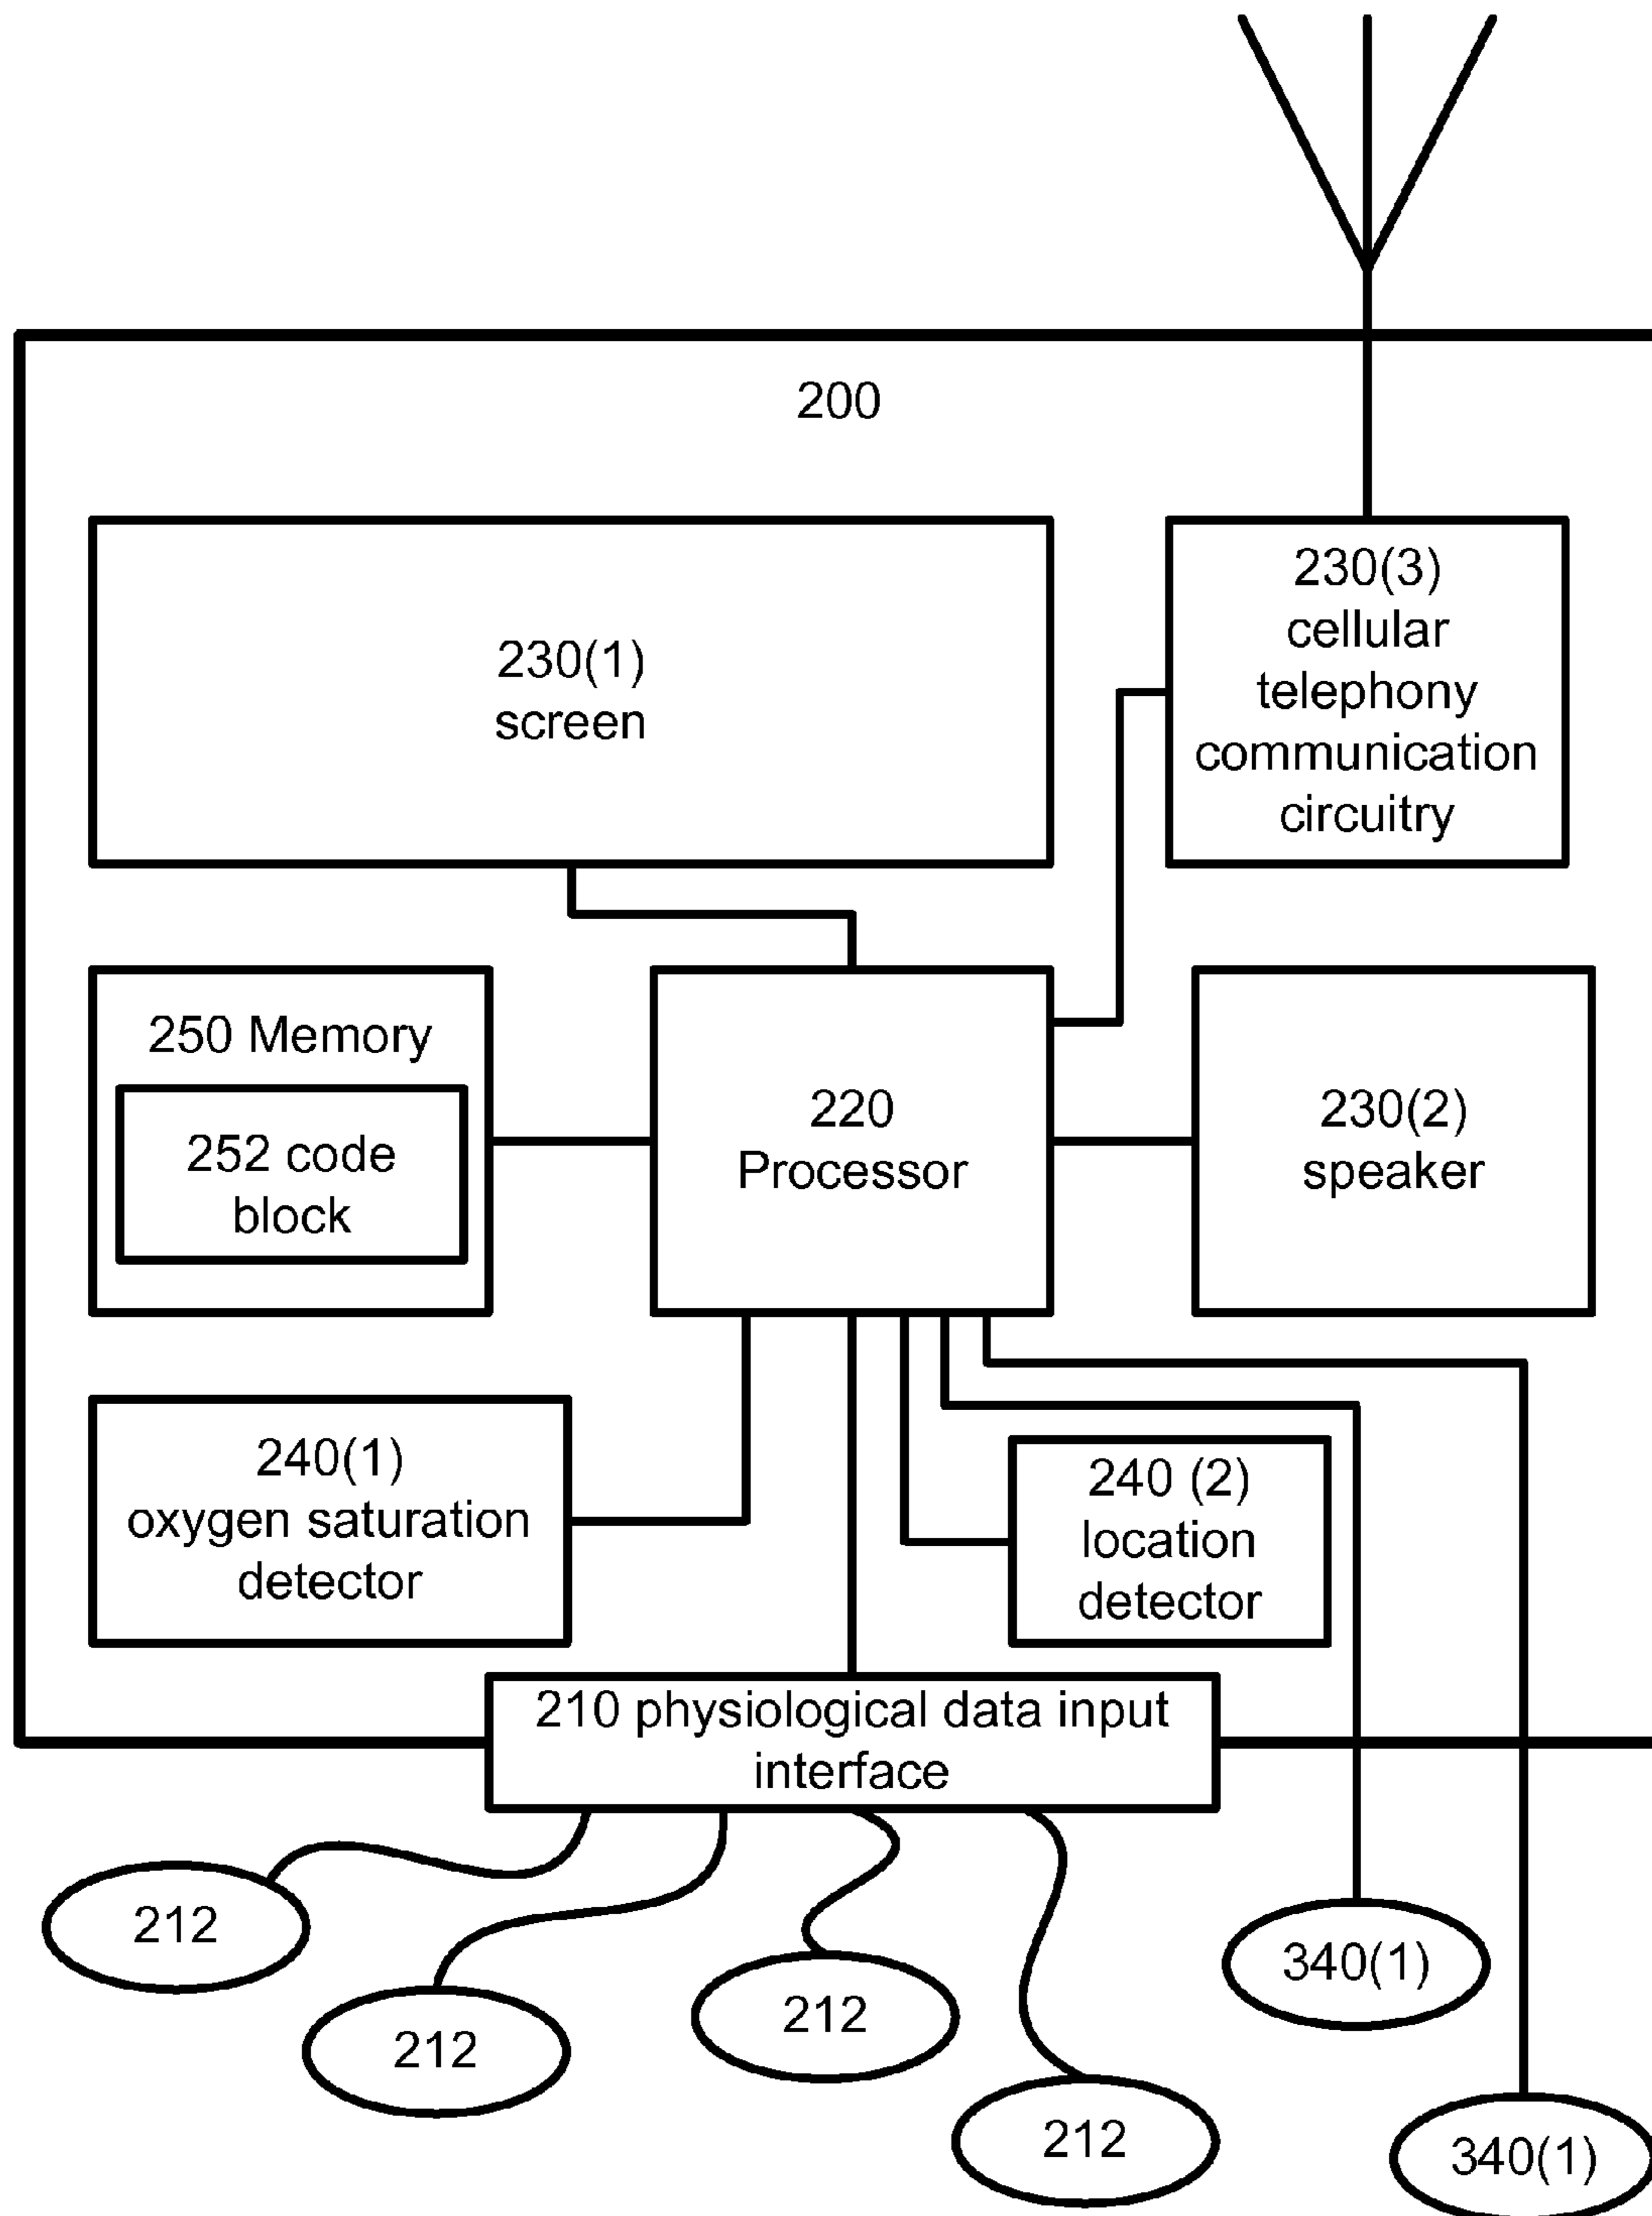 200
230(1)
screen
230(3)
cellular
telephony
communication
circuitry
250 Memory
252 code
block
220
Processor
230(2)
speaker
240(1)
oxygen saturation
detector
240 (2)
location
detector
210 physiological data input
interface
212
212
212
212
340(1)
340(1)